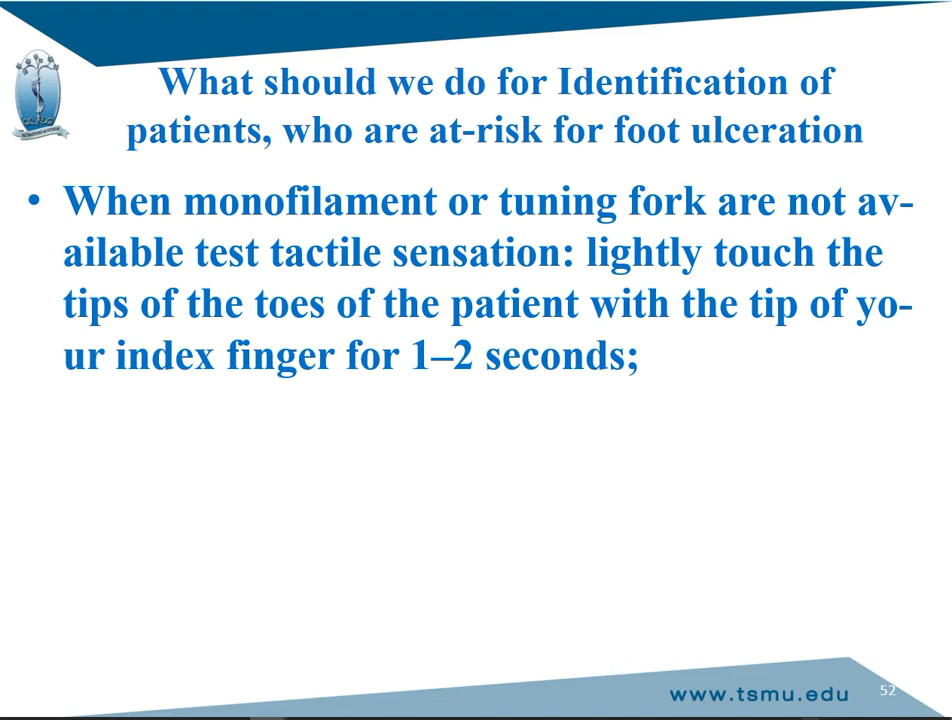 What should we do for Identification of
patients, who are at-risk for foot ulceration
• When monofilament or tuning fork are not av-
ailable test tactile sensation: lightly touch the
tips of the toes of the patient with the tip of yo-
ur index finger for 1–2 seconds;
www.tsmu.edu
52